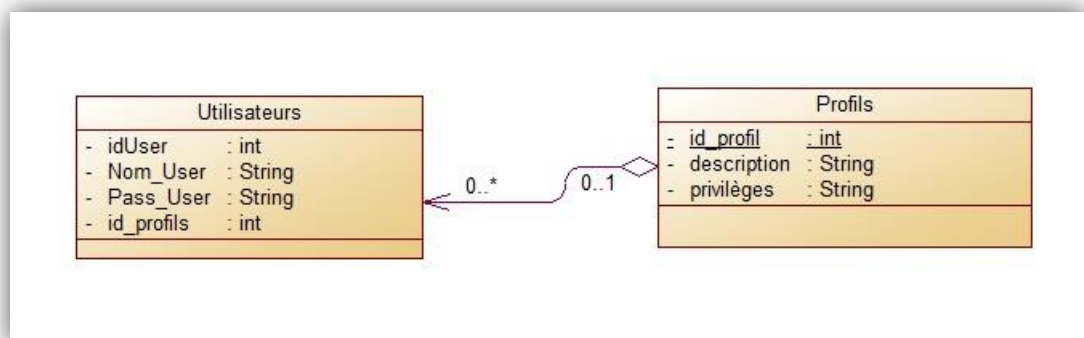 Utilisateurs
- idUser : int
- Nom_User : String
- Pass_User : String
- id_profils : int
0..*
0..1
Profils
- id_profil : int
- description : String
- privilèges : String